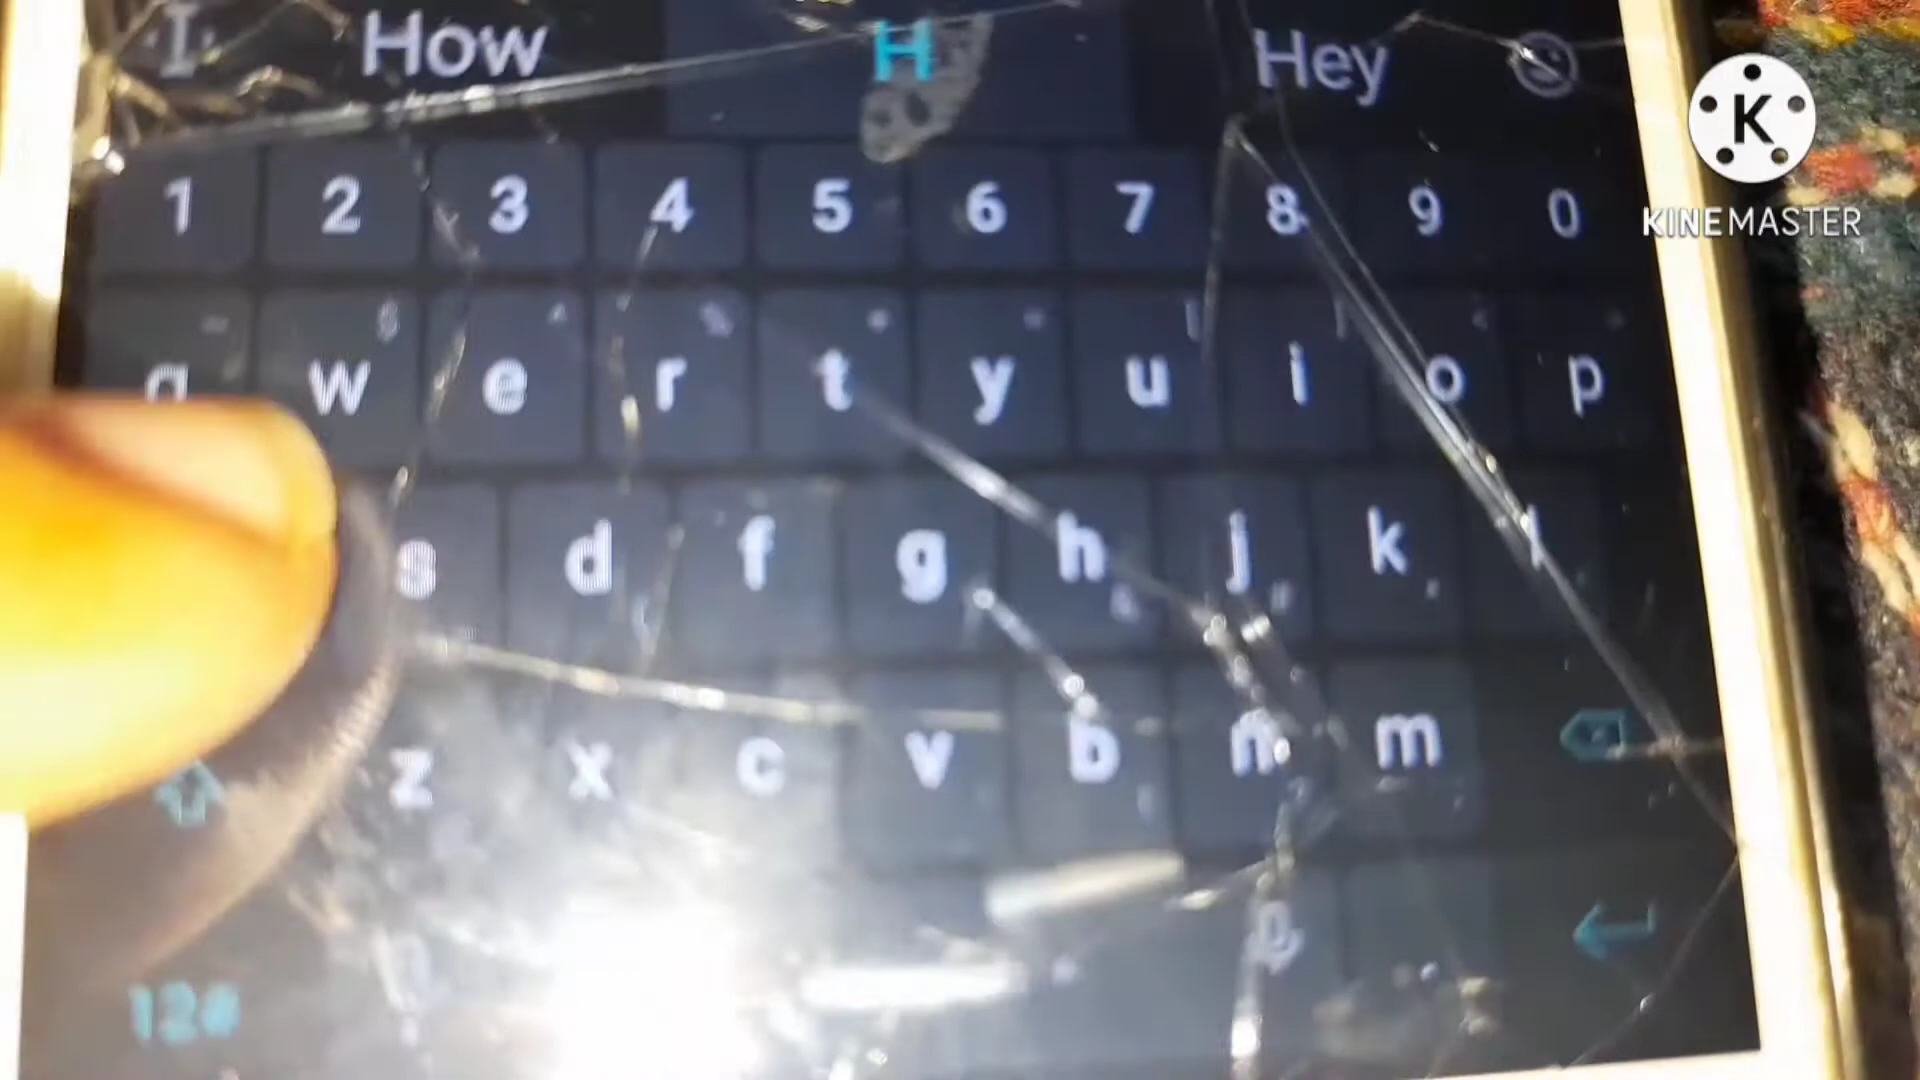 How H Hey
1 2 3 4 5 6 7 8 9 0
q w e r t y u i o p
s d f g h j k l
z x c v b n m
12#
K
KINEMASTER